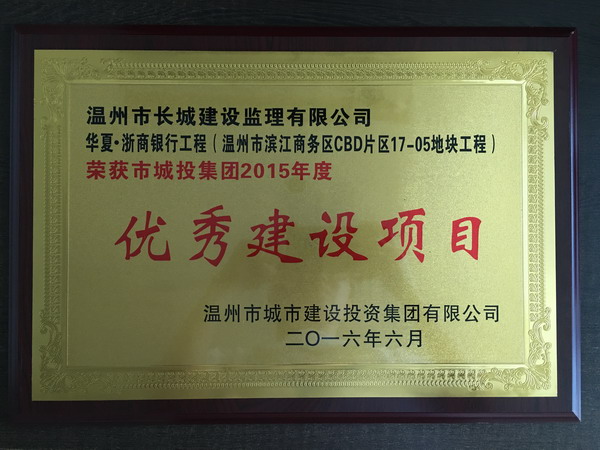 温州市长城建设监理有限公司
华夏·浙商银行工程（温州市滨江商务区CBD片区17-05地块工程）
荣获市城投集团2015年度
优秀建设项目
温州市城市建设投资集团有限公司
二〇一六年六月